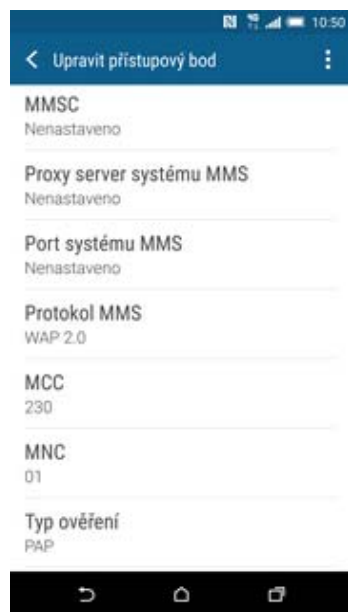 10:50
Upravit přístupový bod
MMSC
Nenastaveno
Proxy server systému MMS
Nenastaveno
Port systému MMS
Nenastaveno
Protokol MMS
WAP 2.0
MCC
230
MNC
01
Typ ověření
PAP